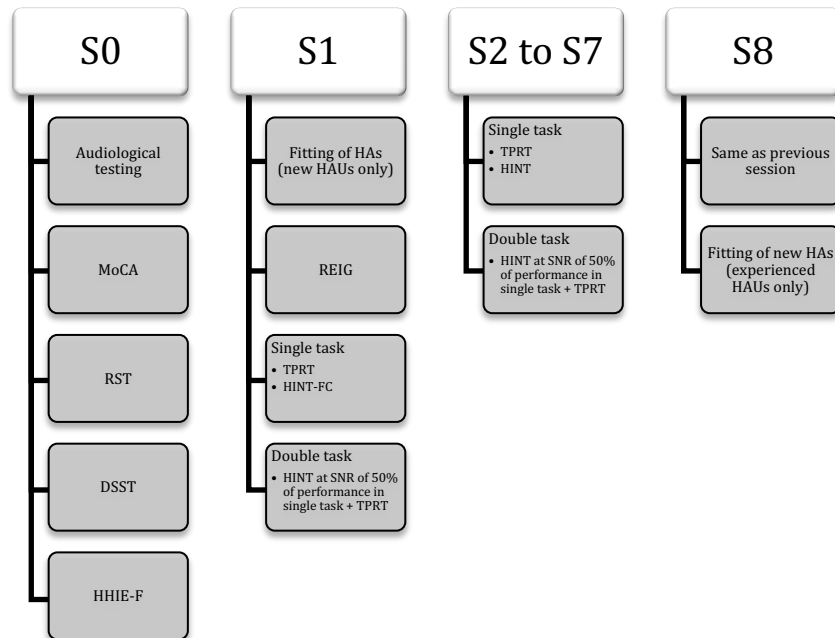 S0
Audiological
testing
MoCA
RST
DSST
HHIE-F
S1
Fitting of HAs
(new HAUs only)
REIG
Single task
• TPRT
• HINT-FC
Double task
• HINT at SNR of 50%
of performance in
single task + TPRT
S2 to S7
Single task
• TPRT
• HINT
Double task
• HINT at SNR of 50%
of performance in
single task + TPRT
S8
Same as previous
session
Fitting of new HAs
(experienced
HAUs only)